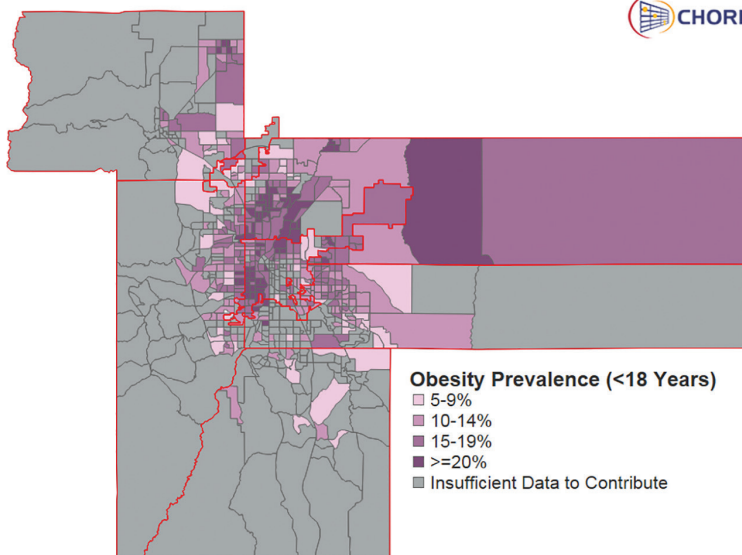 CHORI
Obesity Prevalence (<18 Years)
5-9%
10-14%
15-19%
>=20%
Insufficient Data to Contribute